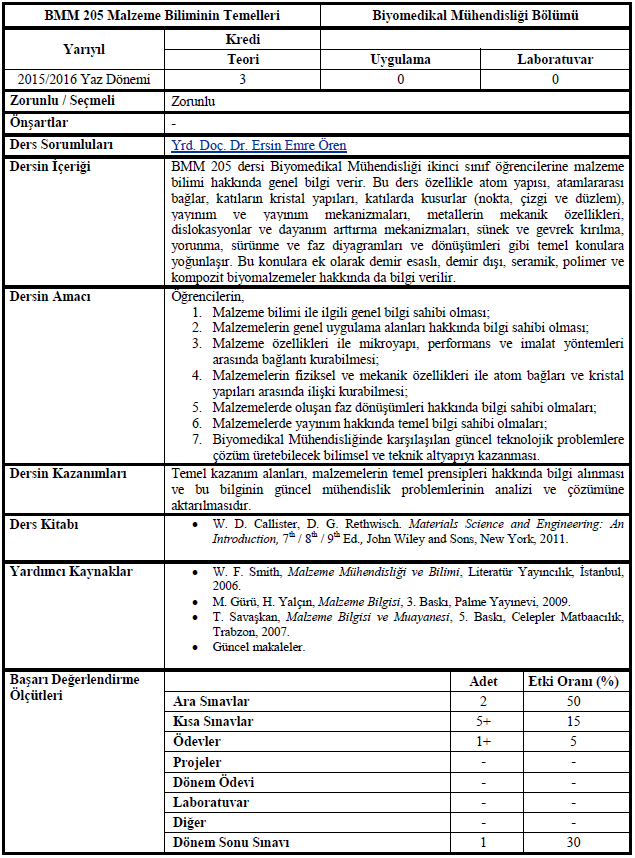 BMM 205 Malzeme Biliminin Temelleri Biyomedikal Mühendisliği Bölümü
Yarıyıl Kredi
Teori Uygulama Laboratuvar
2015/2016 Yaz Dönemi 3 0 0
Zorunlu / Seçmeli Zorunlu
Önşartlar -
Ders Sorumluları Yrd. Doç. Dr. Ersin Emre Ören
Dersin İçeriği BMM 205 dersi Biyomedikal Mühendisliği ikinci sınıf öğrencilerine malzeme
bilimi hakkında genel bilgi verir. Bu ders özellikle atom yapısı, atamlararası
bağlar, katıların kristal yapıları, katılarda kusurlar (nokta, çizgi ve düzlem),
yayınım ve yayınım mekanizmaları, metallerin mekanik özellikleri,
dislokasyonlar ve dayanım arttırma mekanizmaları, sünek ve gevrek kırılma,
yorunma, sürünme ve faz diyagramları ve dönüşümleri gibi temel konulara
yoğunlaşır. Bu konulara ek olarak demir esaslı, demir dışı, seramik, polimer ve
kompozit biyomalzemeler hakkında da bilgi verilir.
Dersin Amacı Öğrencilerin,
1. Malzeme bilimi ile ilgili genel bilgi sahibi olması;
2. Malzemelerin genel uygulama alanları hakkında bilgi sahibi olması;
3. Malzeme özellikleri ile mikroyapı, performans ve imalat yöntemleri
arasında bağlantı kurabilmesi;
4. Malzemelerin fiziksel ve mekanik özellikleri ile atom bağları ve kristal
yapıları arasında ilişki kurabilmesi;
5. Malzemelerde oluşan faz dönüşümleri hakkında bilgi sahibi olmaları;
6. Malzemelerde yayınım hakkında temel bilgi sahibi olmaları;
7. Biyomedikal Mühendisliğinde karşılaşılan güncel teknolojik problemlere
çözüm üretebilecek bilimsel ve teknik altyapıyı kazanması.
Dersin Kazanımları Temel kazanım alanları, malzemelerin temel prensipleri hakkında bilgi alınması
ve bu bilginin güncel mühendislik problemlerinin analizi ve çözümüne
aktarılmasıdır.
Ders Kitabı • W. D. Callister, D. G. Rethwisch. Materials Science and Engineering: An
Introduction, 7th / 8th / 9th Ed., John Wiley and Sons, New York, 2011.
Yardımcı Kaynaklar • W. F. Smith, Malzeme Mühendisliği ve Bilimi, Literatür Yayıncılık, İstanbul,
2006.
• M. Gürü, H. Yalçın, Malzeme Bilgisi, 3. Baskı, Palme Yayınevi, 2009.
• T. Savaşkan, Malzeme Bilgisi ve Muayanesi, 5. Baskı, Celepler Matbaacılık,
Trabzon, 2007.
• Güncel makaleler.
Başarı Değerlendirme Adet Etki Oranı (%)
Ölçütleri Ara Sınavlar 2 50
Kısa Sınavlar 5+ 15
Ödevler 1+ 5
Projeler - -
Dönem Ödevi - -
Laboratuvar - -
Diğer - -
Dönem Sonu Sınavı 1 30